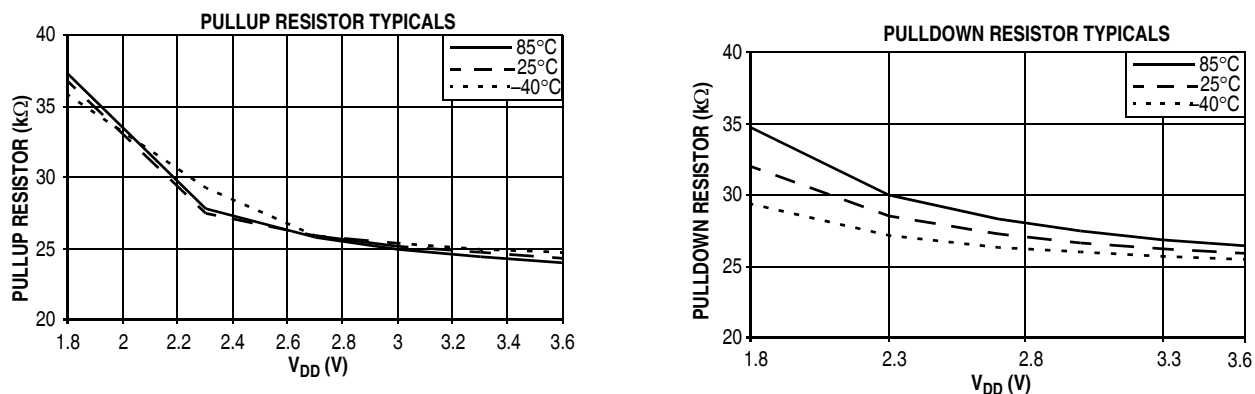 PULLUP RESISTOR TYPICALS
85°C
25°C
–40°C
PULLUP RESISTOR (kΩ)
40
35
30
25
20
1.8 2 2.2 2.4 2.6 2.8 3 3.2 3.4 3.6
VDD (V)
PULLDOWN RESISTOR TYPICALS
85°C
25°C
–40°C
PULLDOWN RESISTOR (kΩ)
40
35
30
25
20
1.8 2.3 2.8 3.3 3.6
VDD (V)